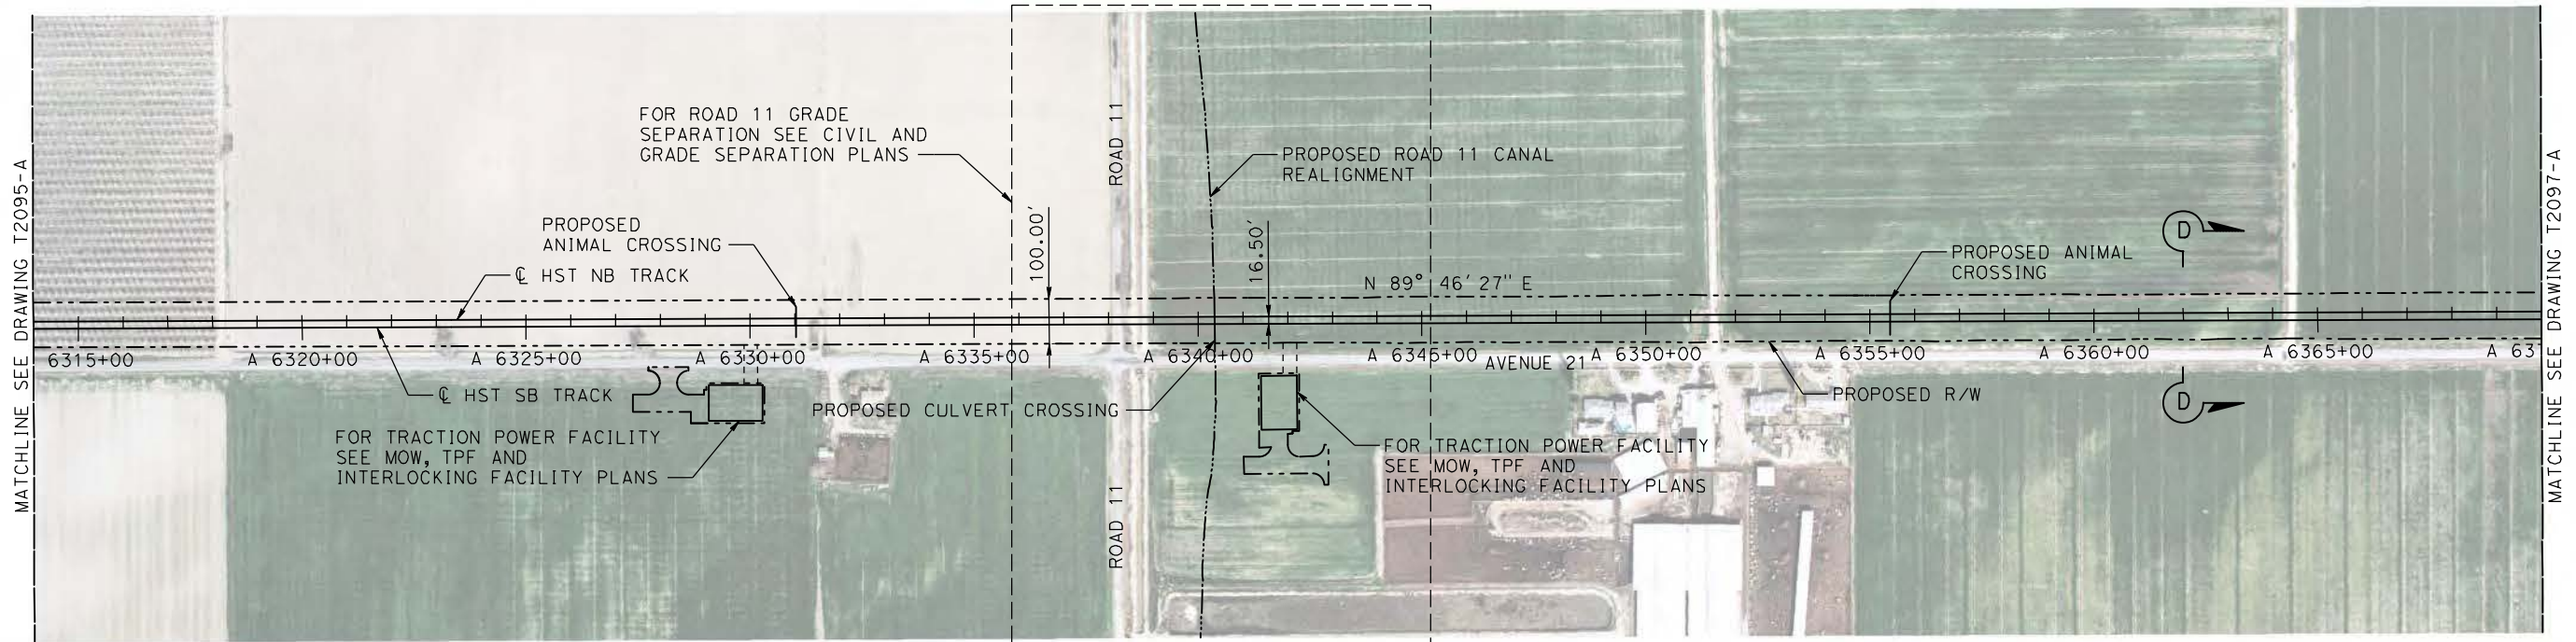 MATCHLINE SEE DRAWING T2095-A
FOR ROAD 11 GRADE
SEPARATION SEE CIVIL AND
GRADE SEPARATION PLANS
ROAD 11
PROPOSED ROAD 11 CANAL
REALIGNMENT
PROPOSED
ANIMAL CROSSING
℄ HST NB TRACK
100.00'
16.50'
N 89° 46' 27" E
PROPOSED ANIMAL
CROSSING
D
6315+00
A 6320+00
A 6325+00
A 6330+00
A 6335+00
A 6340+00
A 6345+00
A 6350+00
A 6355+00
A 6360+00
A 6365+00
A 63
AVENUE 21
℄ HST SB TRACK
PROPOSED CULVERT CROSSING
PROPOSED R/W
D
FOR TRACTION POWER FACILITY
SEE MOW, TPF AND
INTERLOCKING FACILITY PLANS
FOR TRACTION POWER FACILITY
SEE MOW, TPF AND
INTERLOCKING FACILITY PLANS
ROAD 11
MATCHLINE SEE DRAWING T2097-A